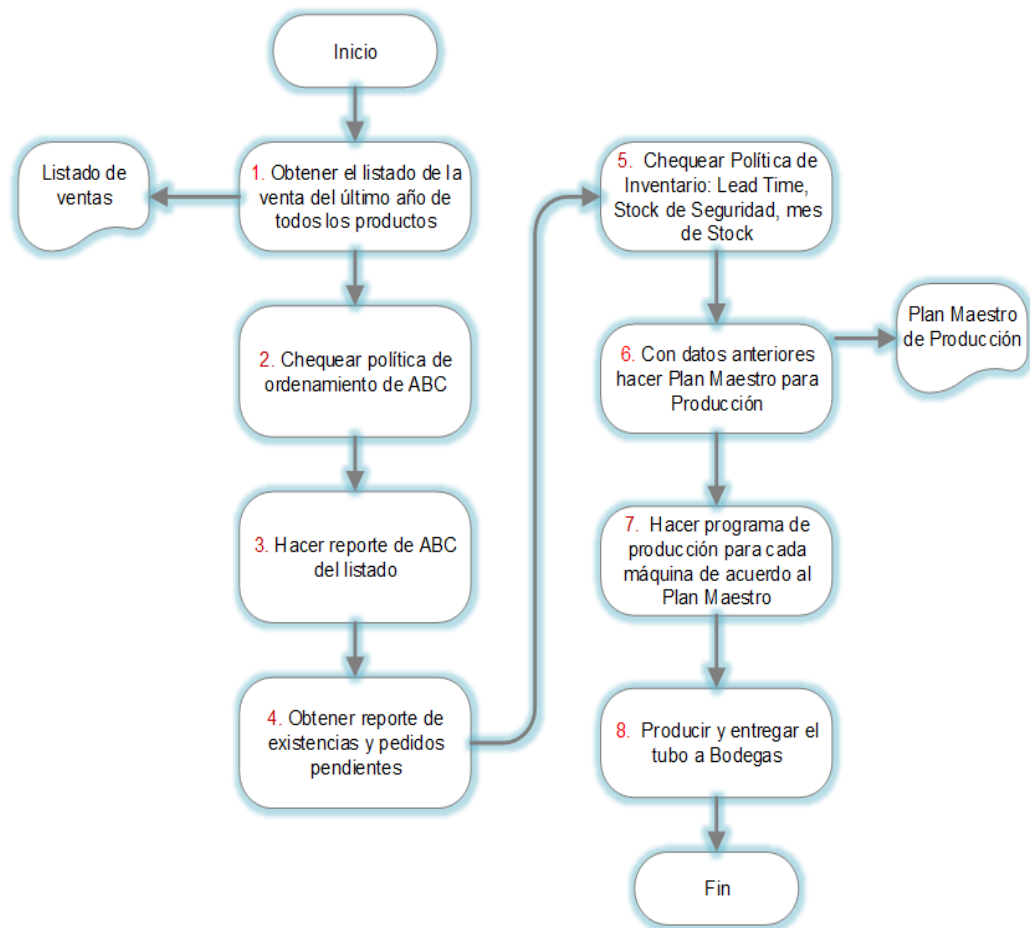 Inicio
Listado de
ventas
1. Obtener el listado de la
venta del último año de
todos los productos
2. Chequear política de
ordenamiento de ABC
3. Hacer reporte de ABC
del listado
4. Obtener reporte de
existencias y pedidos
pendientes
5. Chequear Política de
Inventario: Lead Time,
Stock de Seguridad, mes
de Stock
6. Con datos anteriores
hacer Plan Maestro para
Producción
Plan Maestro
de Producción
7. Hacer programa de
producción para cada
máquina de acuerdo al
Plan Maestro
8. Producir y entregar el
tubo a Bodegas
Fin